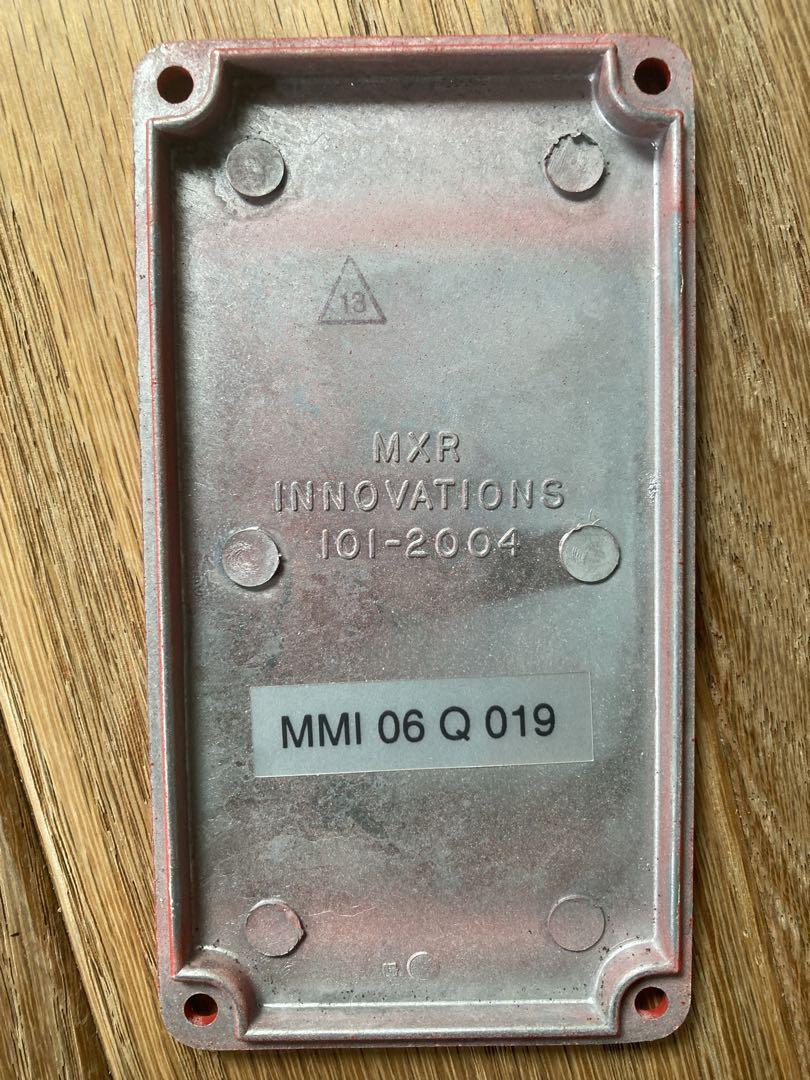 13
MXR
INNOVATIONS
101-2004
MMI 06 Q 019